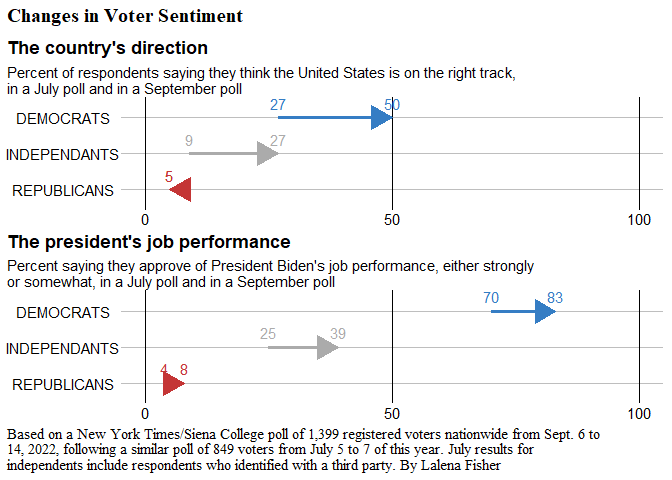 Changes in Voter Sentiment
The country's direction
Percent of respondents saying they think the United States is on the right track,
in a July poll and in a September poll
27 50
DEMOCRATS
9 27
INDEPENDANTS
5
REPUBLICANS
0 50 100
The president's job performance
Percent saying they approve of President Biden's job performance, either strongly
or somewhat, in a July poll and in a September poll
70 83
DEMOCRATS
25 39
INDEPENDANTS
4 8
REPUBLICANS
0 50 100
Based on a New York Times/Siena College poll of 1,399 registered voters nationwide from Sept. 6 to
14, 2022, following a similar poll of 849 voters from July 5 to 7 of this year. July results for
independents include respondents who identified with a third party. By Lalena Fisher